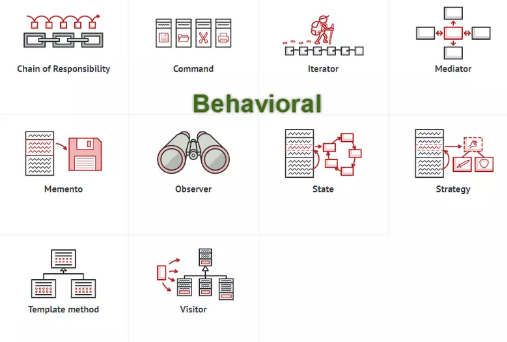 Chain of Responsibility
Command
Iterator
Mediator
Behavioral
Memento
Observer
State
Strategy
Template method
Visitor